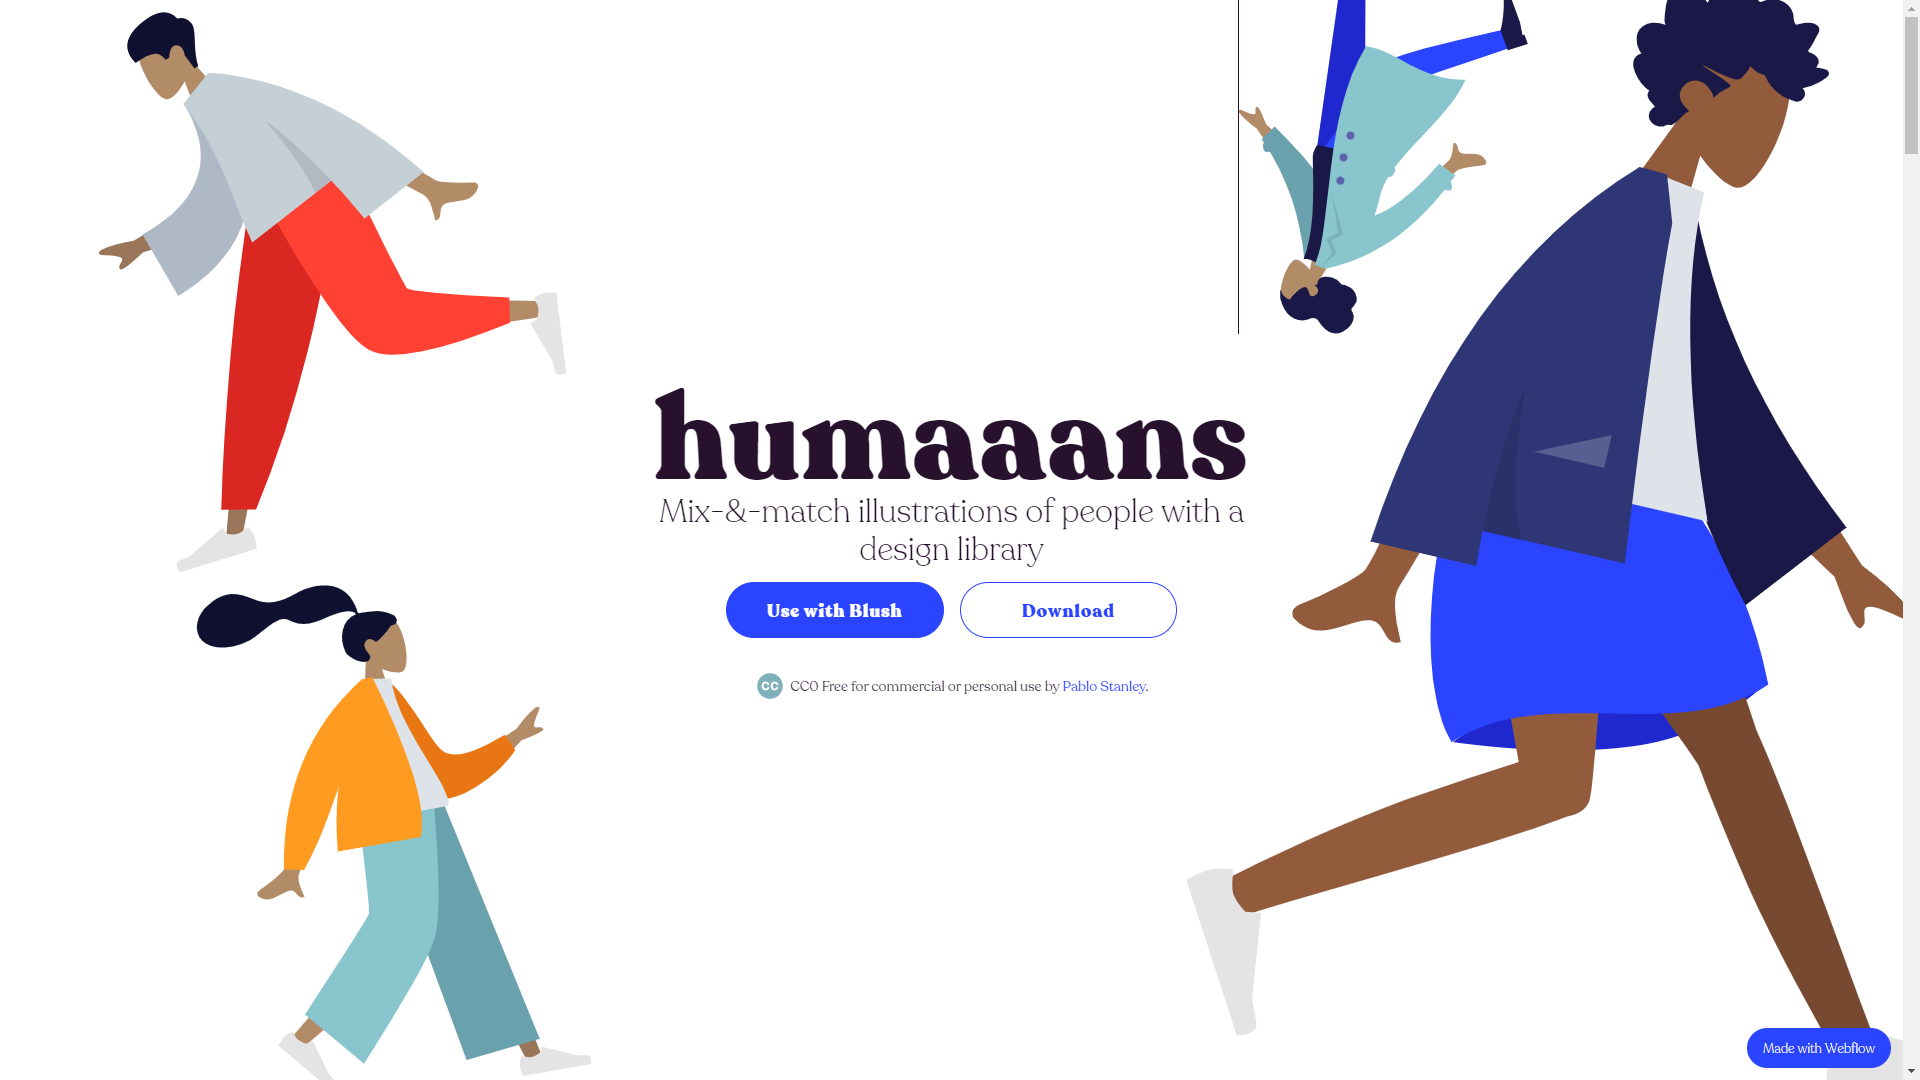 humaaans
Mix-&-match illustrations of people with a
design library
Use with Blush
Download
CC CC0 Free for commercial or personal use by Pablo Stanley.
Made with Webflow